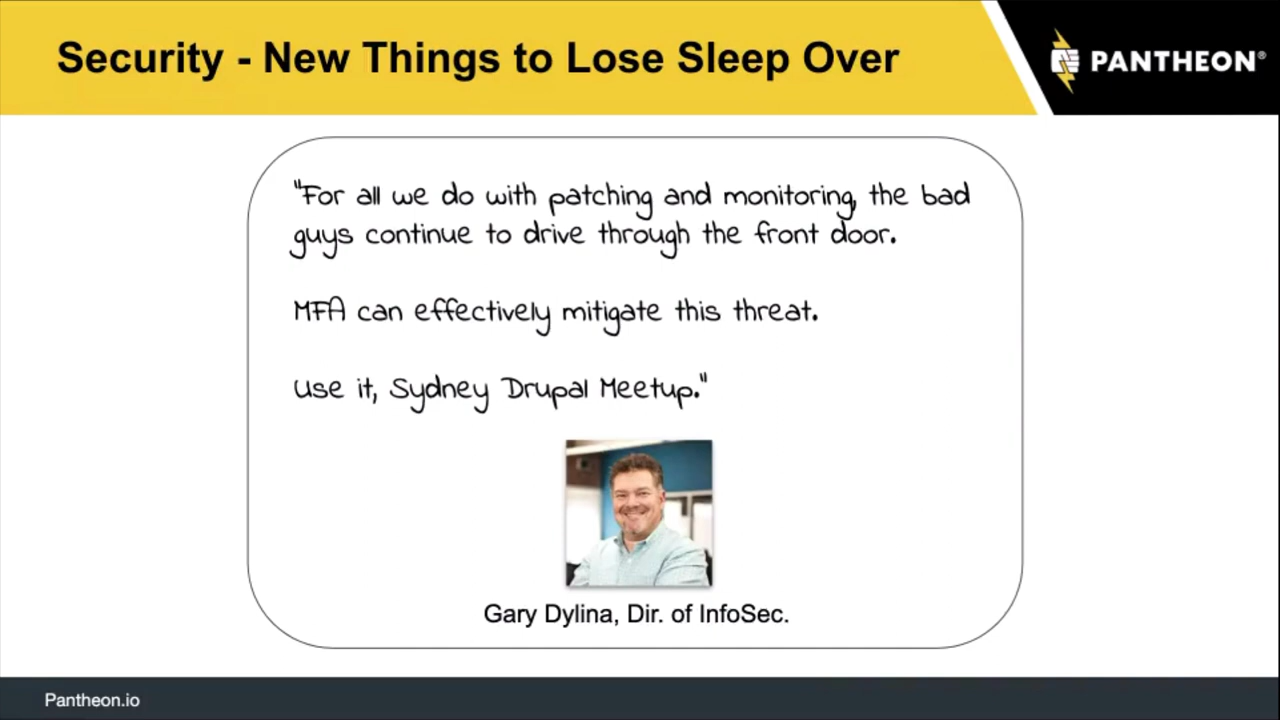 Security - New Things to Lose Sleep Over
PANTHEON®
"For all we do with patching and monitoring, the bad
guys continue to drive through the front door.
MFA can effectively mitigate this threat.
Use it, Sydney Drupal Meetup."
Gary Dylina, Dir. of InfoSec.
Pantheon.io